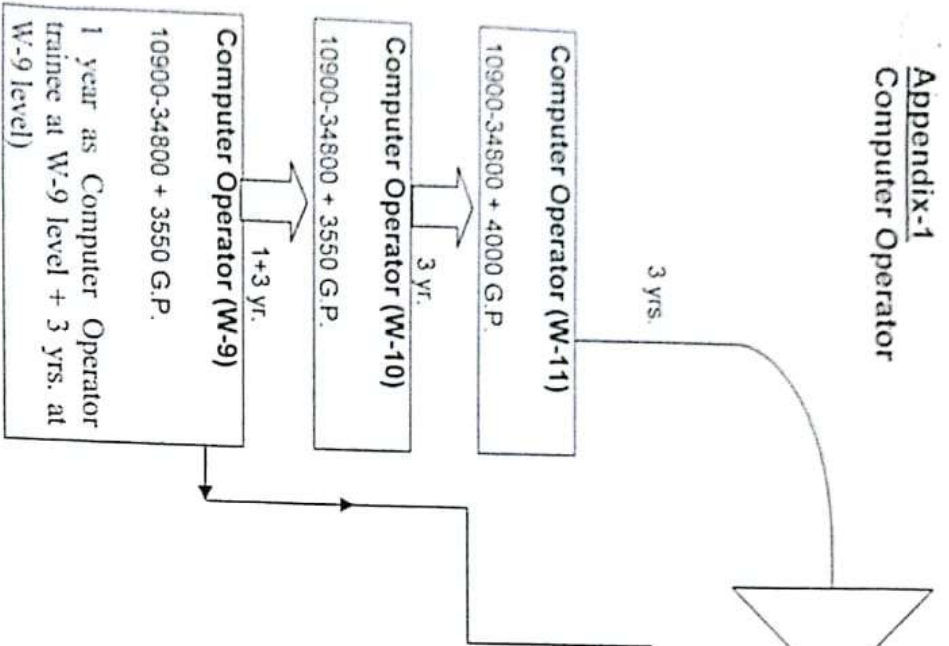 Appendix-1
Computer Operator
3 yrs.
Computer Operator (W-11)
10900-34800 + 4000 G.P.
3 yr.
Computer Operator (W-10)
10900-34800 + 3550 G.P.
1+3 yr.
Computer Operator (W-9)
10900-34800 + 3550 G.P.
1 year as Computer Operator
trainee at W-9 level + 3 yrs. at
W-9 level)